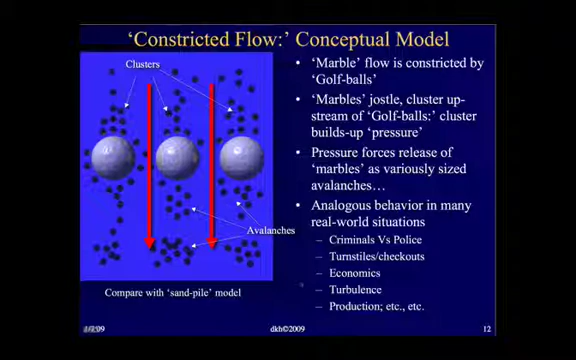 ‘Constricted Flow:’ Conceptual Model
Clusters
Avalanches
Compare with ‘sand-pile’ model
• ‘Marble’ flow is constricted by
‘Golf-balls’
• ‘Marbles’ jostle, cluster up-
stream of ‘Golf-balls:’ cluster
builds-up ‘pressure’
• Pressure forces release of
‘marbles’ as variously sized
avalanches…
• Analogous behavior in many
real-world situations
– Criminals Vs Police
– Turnstiles/checkouts
– Economics
– Turbulence
– Production; etc., etc.
dkh©2009
12